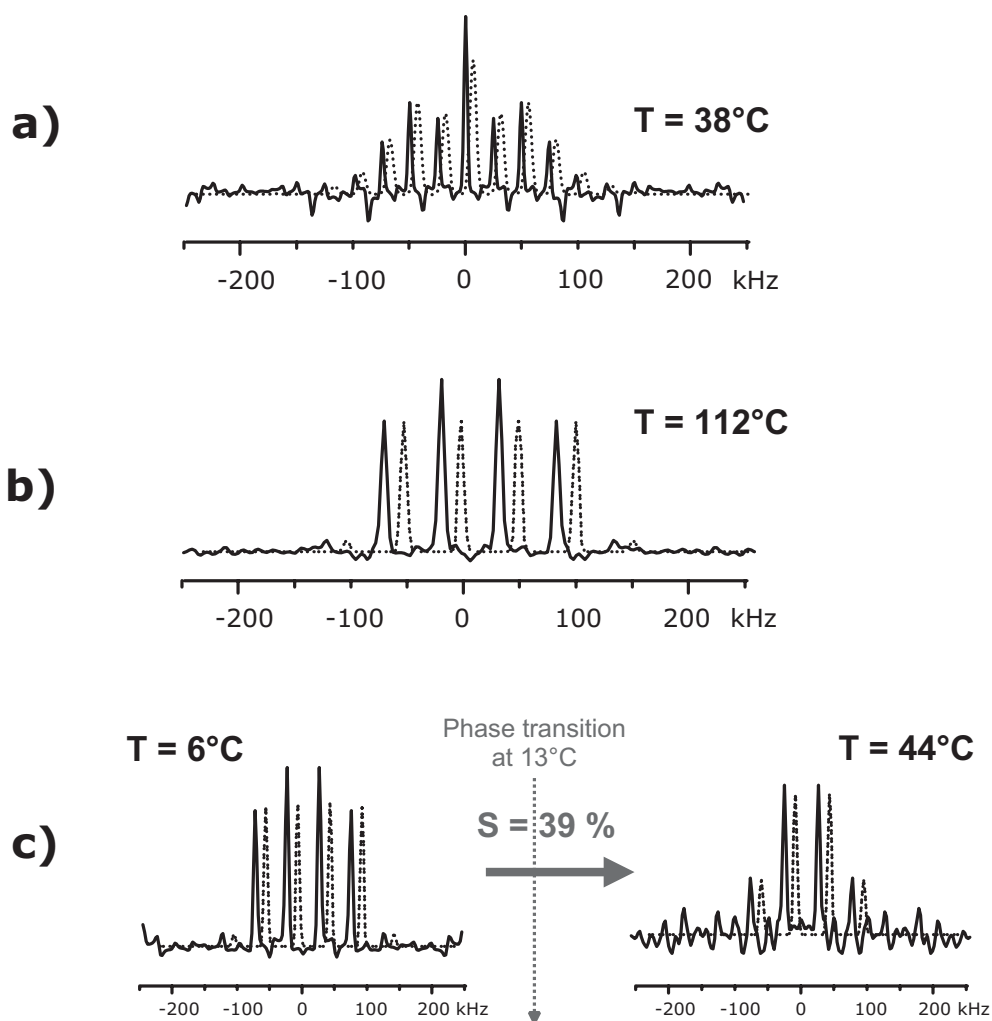 a)
T = 38°C
-200 -100 0 100 200 kHz
b)
T = 112°C
-200 -100 0 100 200 kHz
c)
T = 6°C
Phase transition
at 13°C
S = 39 %
T = 44°C
-200 -100 0 100 200 kHz
-200 -100 0 100 200 kHz